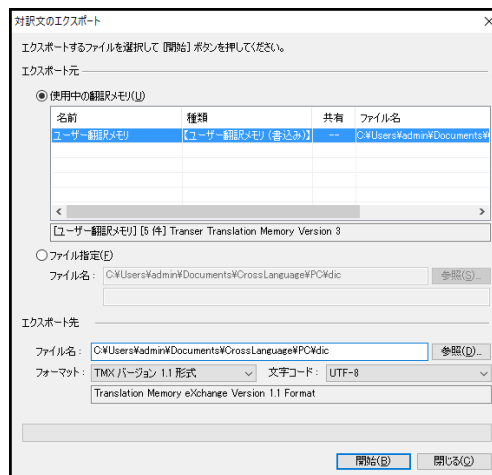 対訳文のエクスポート
エクスポートするファイルを選択して [開始] ボタンを押してください。
エクスポート元
使用中の翻訳メモリ(U)
名前 種類 共有 ファイル名
ユーザー翻訳メモリ 【ユーザー翻訳メモリ (書込み)】 -- C:¥Users¥admin¥Documents¥
[ユーザー翻訳メモリ] [5 件] Transer Translation Memory Version 3
ファイル指定(F)
ファイル名： C:¥Users¥admin¥Documents¥CrossLanguage¥PC¥dic 参照(S)...
エクスポート先
ファイル名： C:¥Users¥admin¥Documents¥CrossLanguage¥PC¥dic 参照(D)...
フォーマット： TMX バージョン 1.1 形式 文字コード： UTF-8
Translation Memory eXchange Version 1.1 Format
開始(B) 閉じる(C)